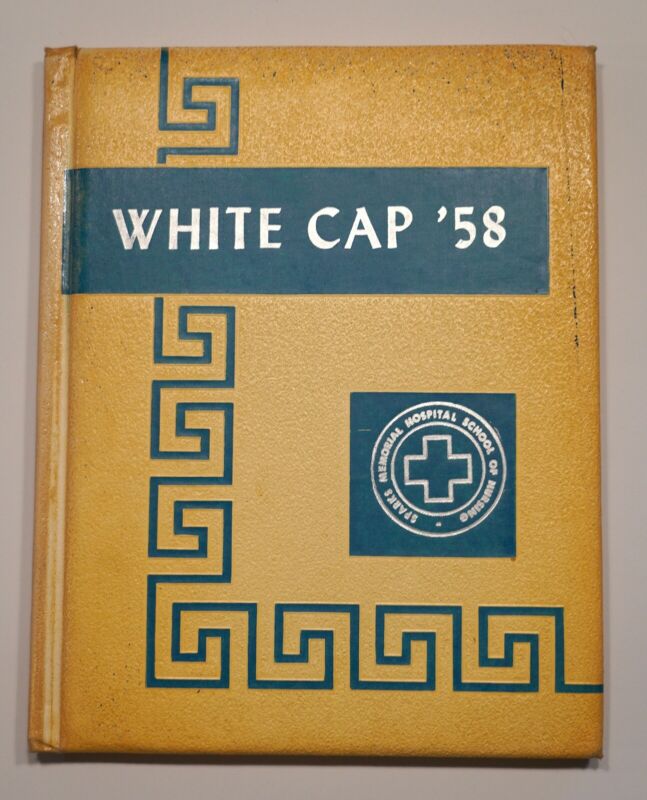 WHITE CAP '58
SPARKS MEMORIAL HOSPITAL SCHOOL OF NURSING